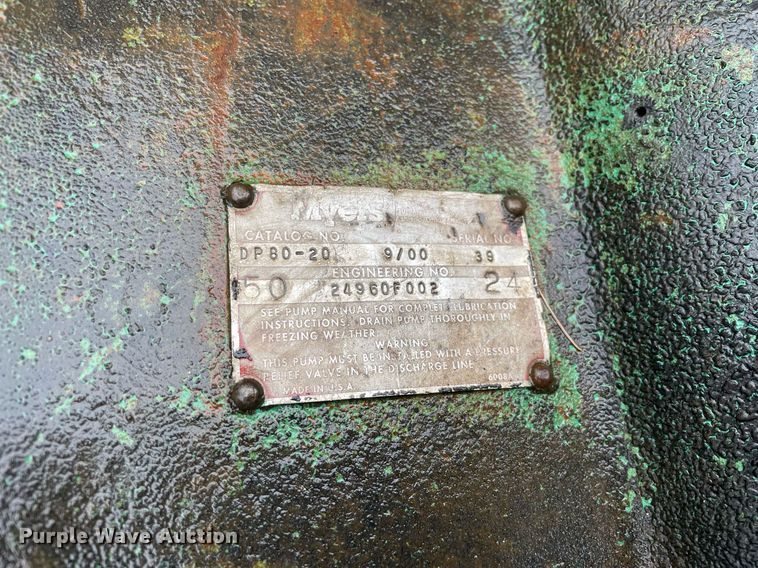 Myers
CATALOG NO. SERIAL NO.
DP80-20 9/00 39
ENGINEERING NO.
50 24960F002 24
SEE PUMP MANUAL FOR COMPLETE LUBRICATION
INSTRUCTIONS. DRAIN PUMP THOROUGHLY IN
FREEZING WEATHER.
WARNING
THIS PUMP MUST BE INSTALLED WITH A PRESSURE
RELIEF VALVE IN THE DISCHARGE LINE
MADE IN U.S.A.
Purple Wave Auction